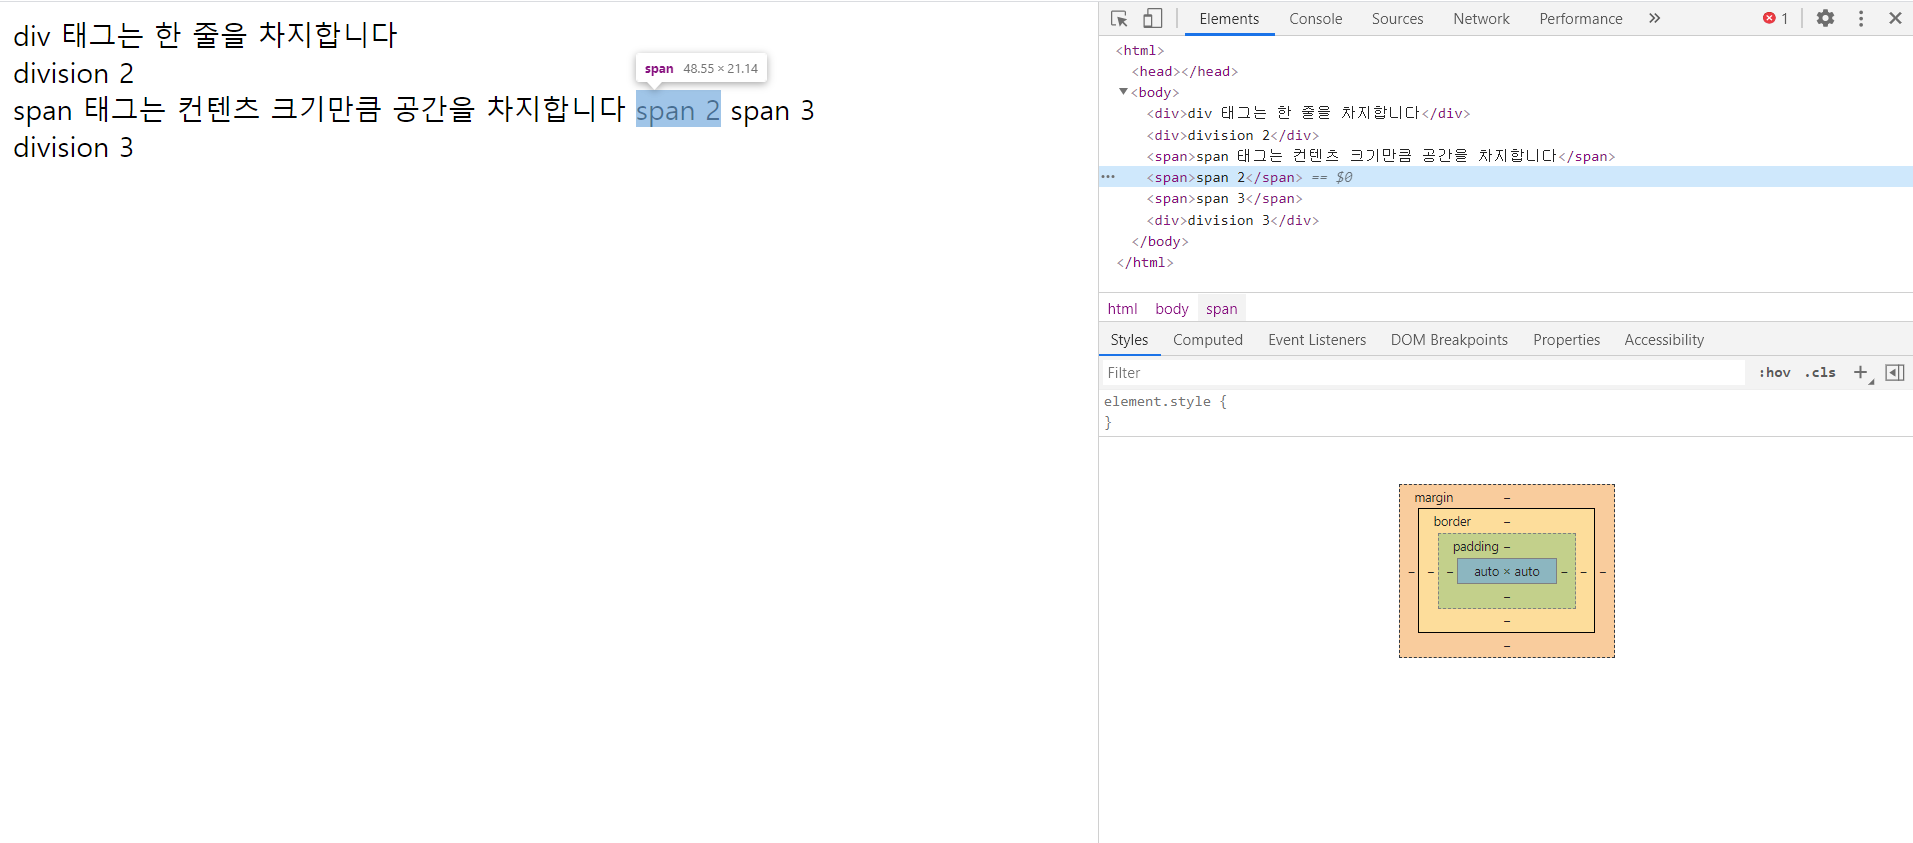 div 태그는 한 줄을 차지합니다
division 2
span 48.55 × 21.14
span 태그는 컨텐츠 크기만큼 공간을 차지합니다 span 2 span 3
division 3
Elements Console Sources Network Performance » 1
<html>
<head></head>
<body>
<div>div 태그는 한 줄을 차지합니다</div>
<div>division 2</div>
<span>span 태그는 컨텐츠 크기만큼 공간을 차지합니다</span>
<span>span 2</span> == $0
<span>span 3</span>
<div>division 3</div>
</body>
</html>
html body span
Styles Computed Event Listeners DOM Breakpoints Properties Accessibility
Filter :hov .cls +
element.style {
}
margin –
border –
padding –
– – – auto × auto – – –
–
–
–